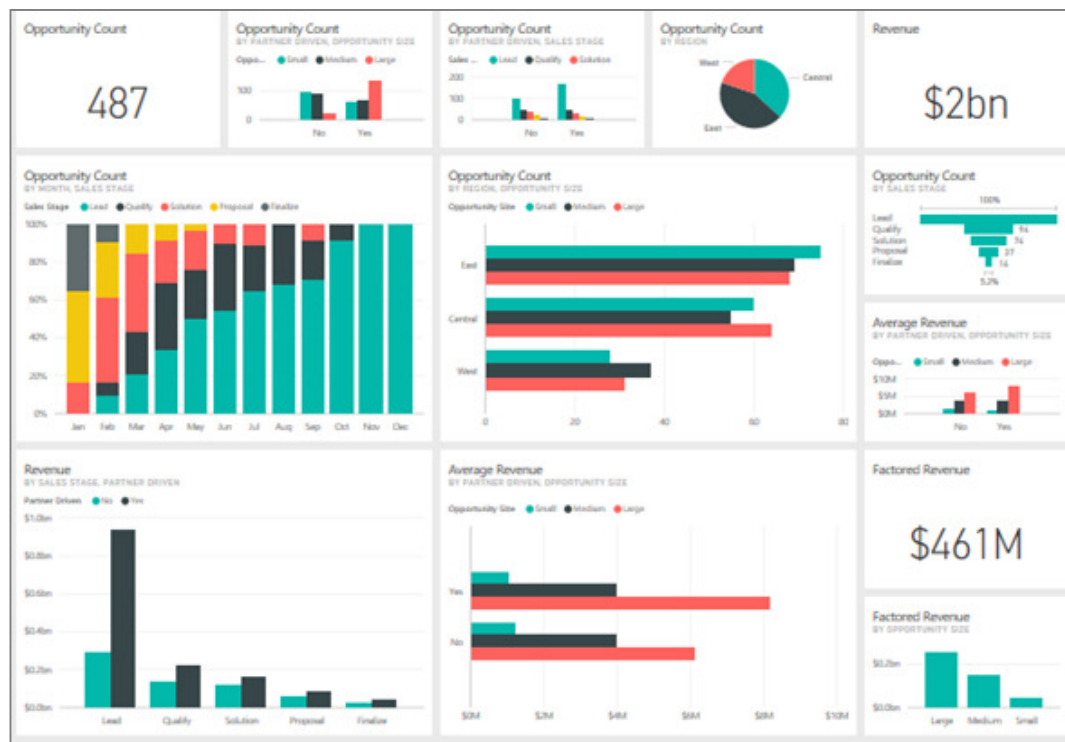 Opportunity Count
487
Opportunity Count
BY PARTNER DRIVEN, OPPORTUNITY SIZE
Oppo... Small Medium Large
100
0
No Yes
Opportunity Count
BY PARTNER DRIVEN, SALES STAGE
Sales ... Lead Qualify Solution
200
100
0
No Yes
Opportunity Count
BY REGION
West
Central
East
Revenue
$2bn
Opportunity Count
BY MONTH, SALES STAGE
Sales Stage Lead Qualify Solution Proposal Finalize
100%
80%
60%
40%
20%
0%
Jan Feb Mar Apr May Jun Jul Aug Sep Oct Nov Dec
Opportunity Count
BY REGION, OPPORTUNITY SIZE
Opportunity Size Small Medium Large
East
Central
West
0 20 40 60 80
Opportunity Count
BY SALES STAGE
100%
Lead
Qualify 94
Solution 74
Proposal 37
Finalize 14
5.2%
Average Revenue
BY PARTNER DRIVEN, OPPORTUNITY SIZE
Oppo... Small Medium Large
$10M
$5M
$0M
No Yes
Revenue
BY SALES STAGE, PARTNER DRIVEN
Partner Driven No Yes
$1.0bn
$0.8bn
$0.6bn
$0.4bn
$0.2bn
$0.0bn
Lead Qualify Solution Proposal Finalize
Average Revenue
BY PARTNER DRIVEN, OPPORTUNITY SIZE
Opportunity Size Small Medium Large
Yes
No
$0M $2M $4M $6M $8M $10M
Factored Revenue
$461M
Factored Revenue
BY OPPORTUNITY SIZE
$0.2bn
$0.0bn
Large Medium Small